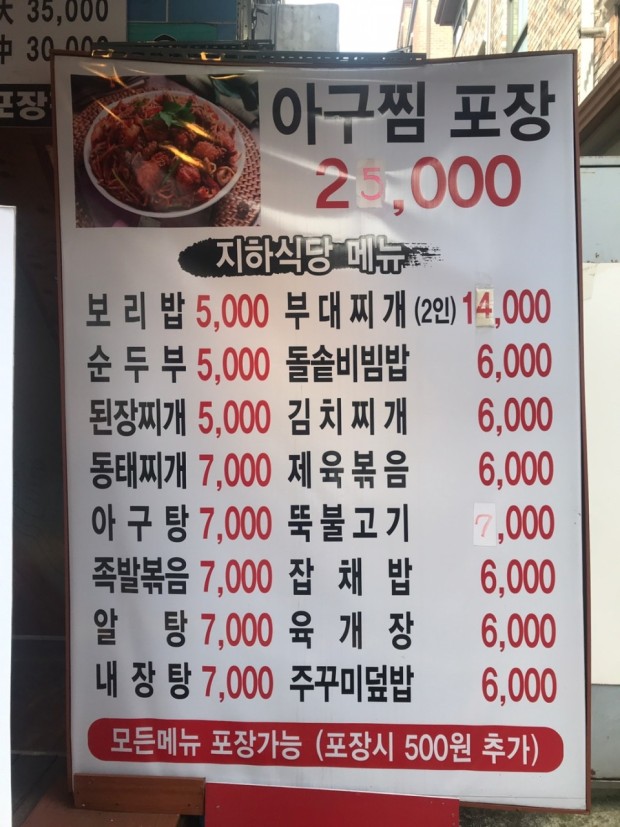 大 35,000
中 30,000
포장
아구찜 포장
25,000
지하식당 메뉴
보리밥 5,000 부대찌개 (2인) 14,000
순두부 5,000 돌솥비빔밥 6,000
된장찌개 5,000 김치찌개 6,000
동태찌개 7,000 제육볶음 6,000
아구탕 7,000 뚝불고기 7,000
족발볶음 7,000 잡채밥 6,000
알탕 7,000 육개장 6,000
내장탕 7,000 주꾸미덮밥 6,000
모든메뉴 포장가능 (포장시 500원 추가)